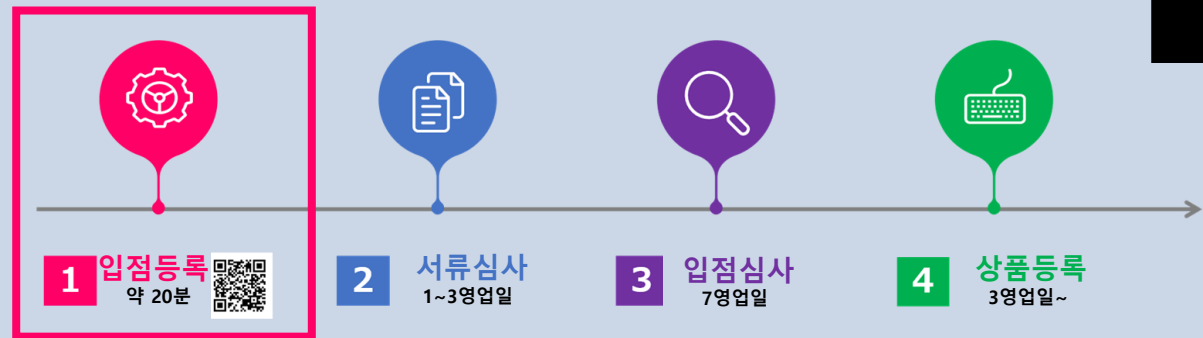 1 입점등록
약 20분
2 서류심사
1~3영업일
3 입점심사
7영업일
4 상품등록
3영업일~